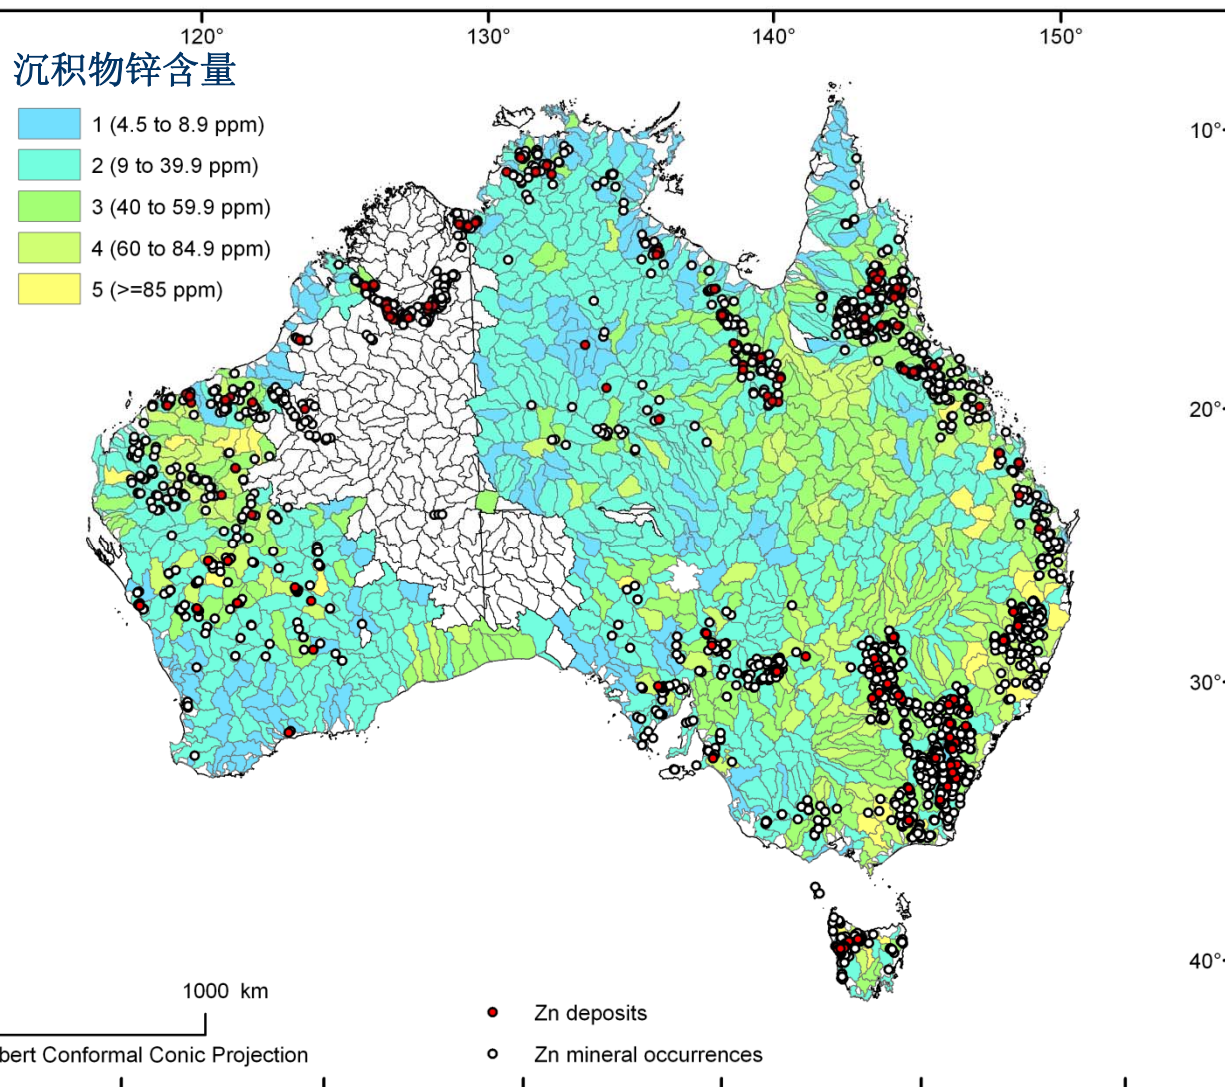 120° 130° 140° 150°
沉积物锌含量
1 (4.5 to 8.9 ppm)
2 (9 to 39.9 ppm)
3 (40 to 59.9 ppm)
4 (60 to 84.9 ppm)
5 (>=85 ppm)
10°
20°
30°
40°
1000 km
bert Conformal Conic Projection
Zn deposits
Zn mineral occurrences